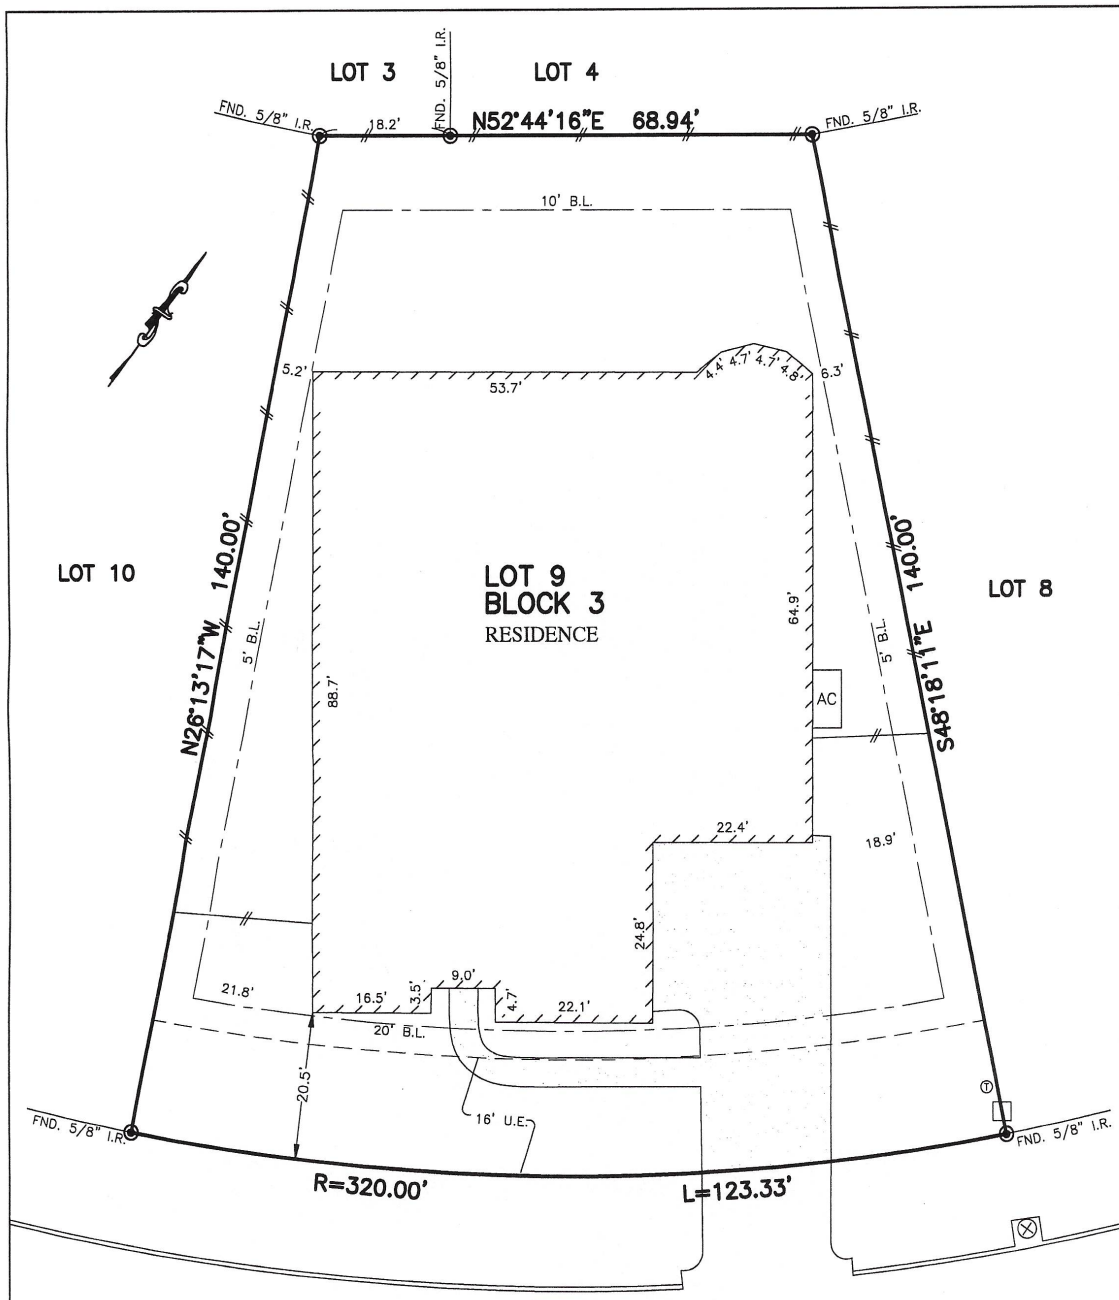 LOT 3
FND. 5/8" I.R.
LOT 4
FND. 5/8" I.R.
18.2'
N52°44'16"E 68.94'
FND. 5/8" I.R.
10' B.L.
5.2'
53.7'
4.4'
4.7'
4.7'
4.8'
6.3'
LOT 10
N26°13'17"W 140.00'
5' B.L.
88.7'
LOT 9
BLOCK 3
RESIDENCE
64.9'
AC
5' B.L.
S48°18'11"E 140.00'
LOT 8
22.4'
18.9'
24.8'
21.8'
16.5'
3.5'
9.0'
4.7'
22.1'
20' B.L.
20.5'
16' U.E.
T
FND. 5/8" I.R.
FND. 5/8" I.R.
R=320.00'
L=123.33'